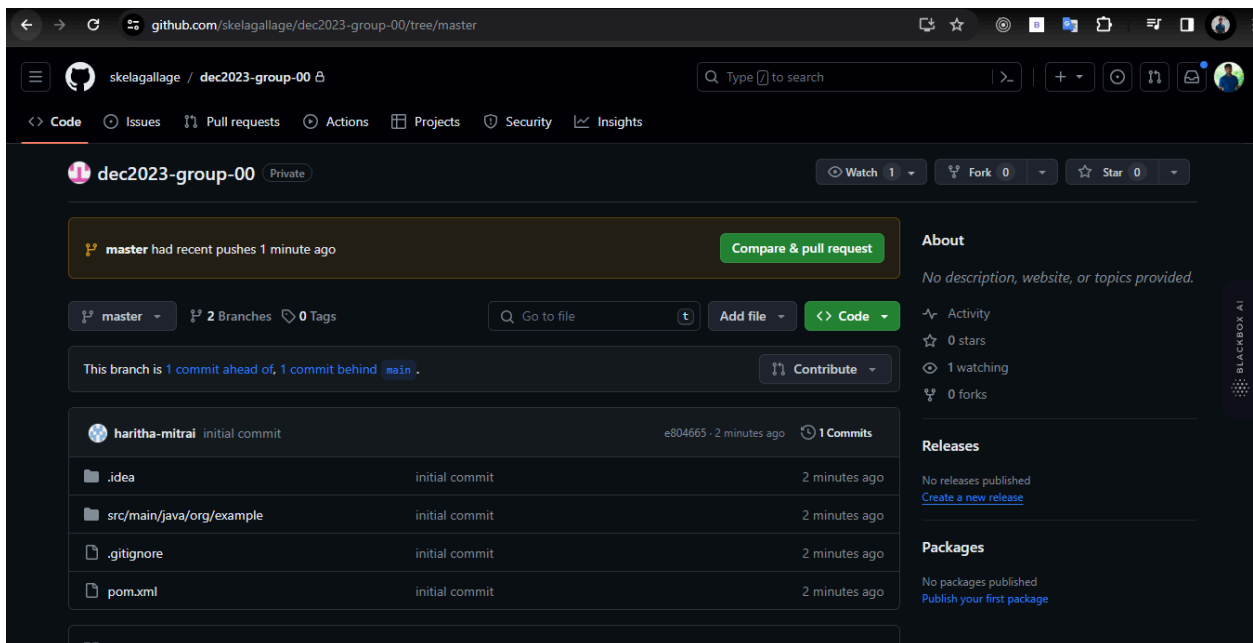 github.com/skelagallage/dec2023-group-00/tree/master
skelagallage / dec2023-group-00
Type / to search
<> Code Issues Pull requests Actions Projects Security Insights
dec2023-group-00 Private
Watch 1 Fork 0 Star 0
master had recent pushes 1 minute ago
Compare & pull request
master 2 Branches 0 Tags
Go to file t
Add file
<> Code
This branch is 1 commit ahead of, 1 commit behind main .
Contribute
haritha-mitrai initial commit e804665 · 2 minutes ago 1 Commits
.idea initial commit 2 minutes ago
src/main/java/org/example initial commit 2 minutes ago
.gitignore initial commit 2 minutes ago
pom.xml initial commit 2 minutes ago
About
No description, website, or topics provided.
Activity
0 stars
1 watching
0 forks
Releases
No releases published
Create a new release
Packages
No packages published
Publish your first package
BLACKBOX AI